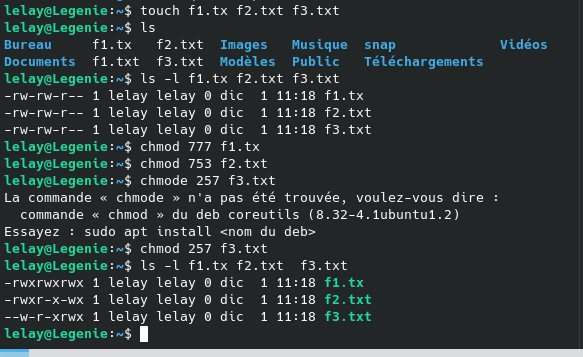 lelay@Legenie:~$ touch f1.tx f2.txt f3.txt
lelay@Legenie:~$ ls
Bureau f1.tx f2.txt Images Musique snap Vidéos
Documents f1.txt f3.txt Modèles Public Téléchargements
lelay@Legenie:~$ ls -l f1.tx f2.txt f3.txt
-rw-rw-r-- 1 lelay lelay 0 dic 1 11:18 f1.tx
-rw-rw-r-- 1 lelay lelay 0 dic 1 11:18 f2.txt
-rw-rw-r-- 1 lelay lelay 0 dic 1 11:18 f3.txt
lelay@Legenie:~$ chmod 777 f1.tx
lelay@Legenie:~$ chmod 753 f2.txt
lelay@Legenie:~$ chmode 257 f3.txt
La commande « chmode » n'a pas été trouvée, voulez-vous dire :
commande « chmod » du deb coreutils (8.32-4.1ubuntu1.2)
Essayez : sudo apt install <nom du deb>
lelay@Legenie:~$ chmod 257 f3.txt
lelay@Legenie:~$ ls -l f1.tx f2.txt f3.txt
-rwxrwxrwx 1 lelay lelay 0 dic 1 11:18 f1.tx
-rwxr-x-wx 1 lelay lelay 0 dic 1 11:18 f2.txt
--w-r-xrwx 1 lelay lelay 0 dic 1 11:18 f3.txt
lelay@Legenie:~$